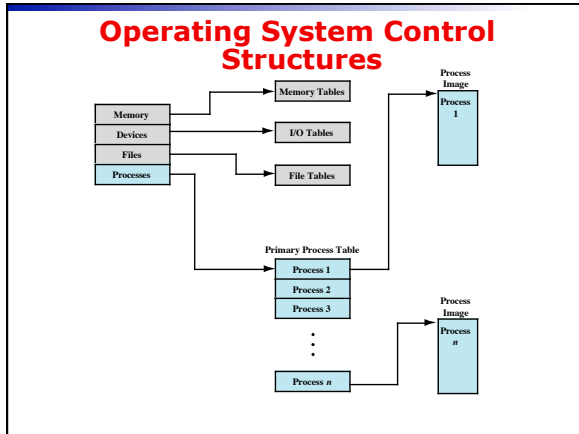 Operating System Control
Structures
Process
Image
Memory Tables
Process
1
Memory
Devices
I/O Tables
Files
Processes
File Tables
Primary Process Table
Process 1
Process 2
Process 3
Process
Image
Process
n
Process n